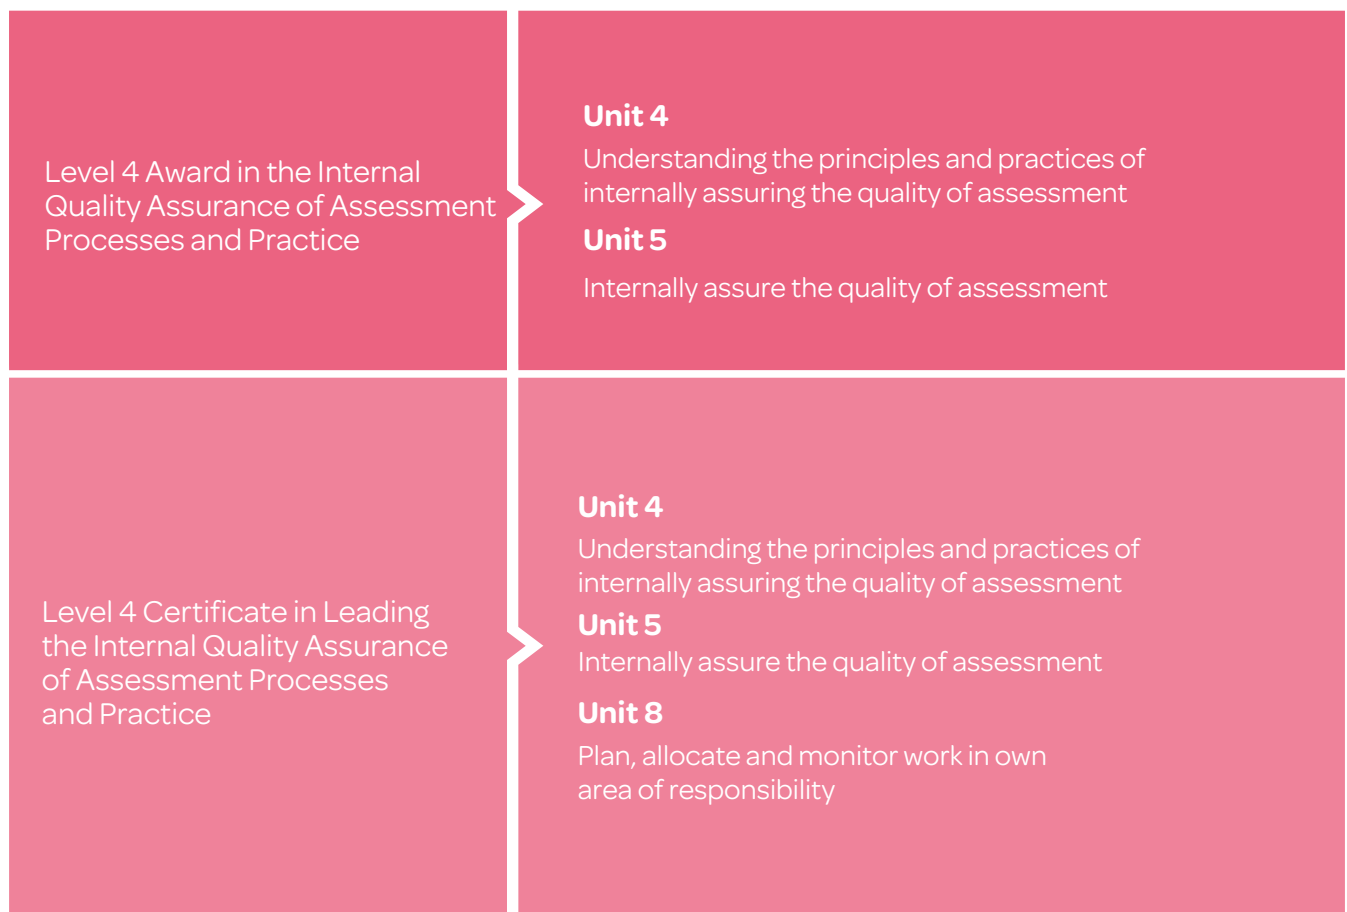 Level 4 Award in the Internal
Quality Assurance of Assessment
Processes and Practice
Unit 4
Understanding the principles and practices of
internally assuring the quality of assessment
Unit 5
Internally assure the quality of assessment
Level 4 Certificate in Leading
the Internal Quality Assurance
of Assessment Processes
and Practice
Unit 4
Understanding the principles and practices of
internally assuring the quality of assessment
Unit 5
Internally assure the quality of assessment
Unit 8
Plan, allocate and monitor work in own
area of responsibility